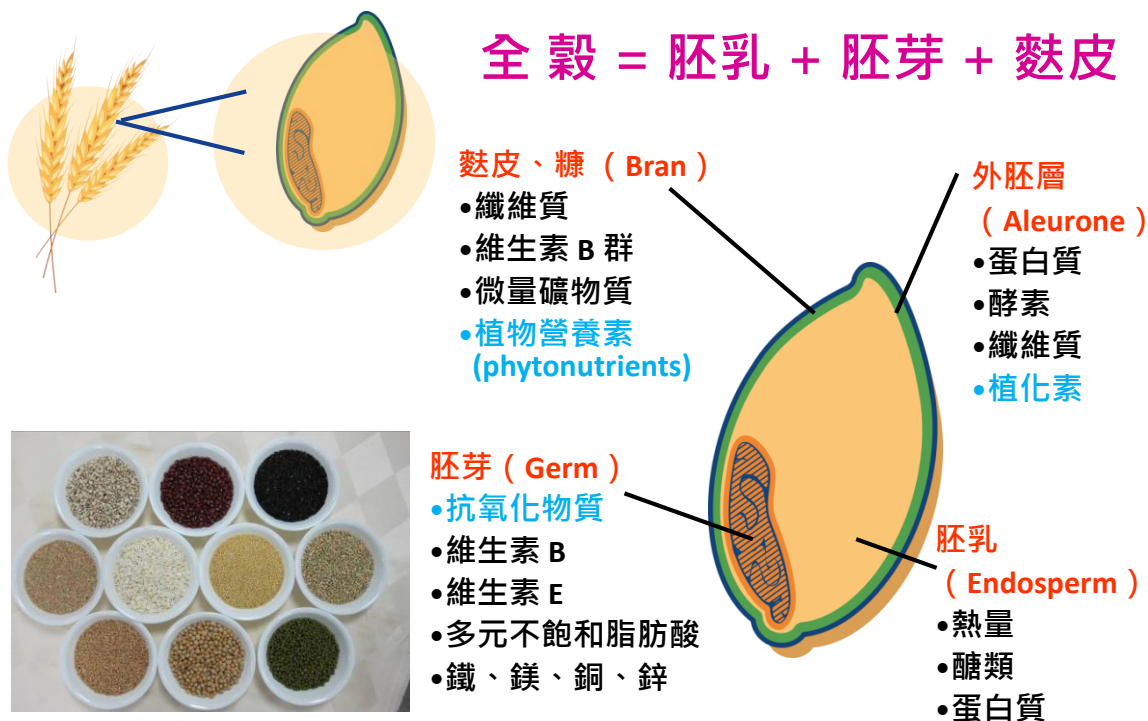 全 穀 = 胚乳 + 胚芽 + 麩皮
麩皮、糠 （ Bran ）
•纖維質
•維生素 B 群
•微量礦物質
•植物營養素
(phytonutrients)
外胚層
（ Aleurone ）
•蛋白質
•酵素
•纖維質
•植化素
胚芽（ Germ ）
•抗氧化物質
•維生素 B
•維生素 E
•多元不飽和脂肪酸
•鐵、鎂、銅、鋅
胚乳
（ Endosperm ）
•熱量
•醣類
•蛋白質